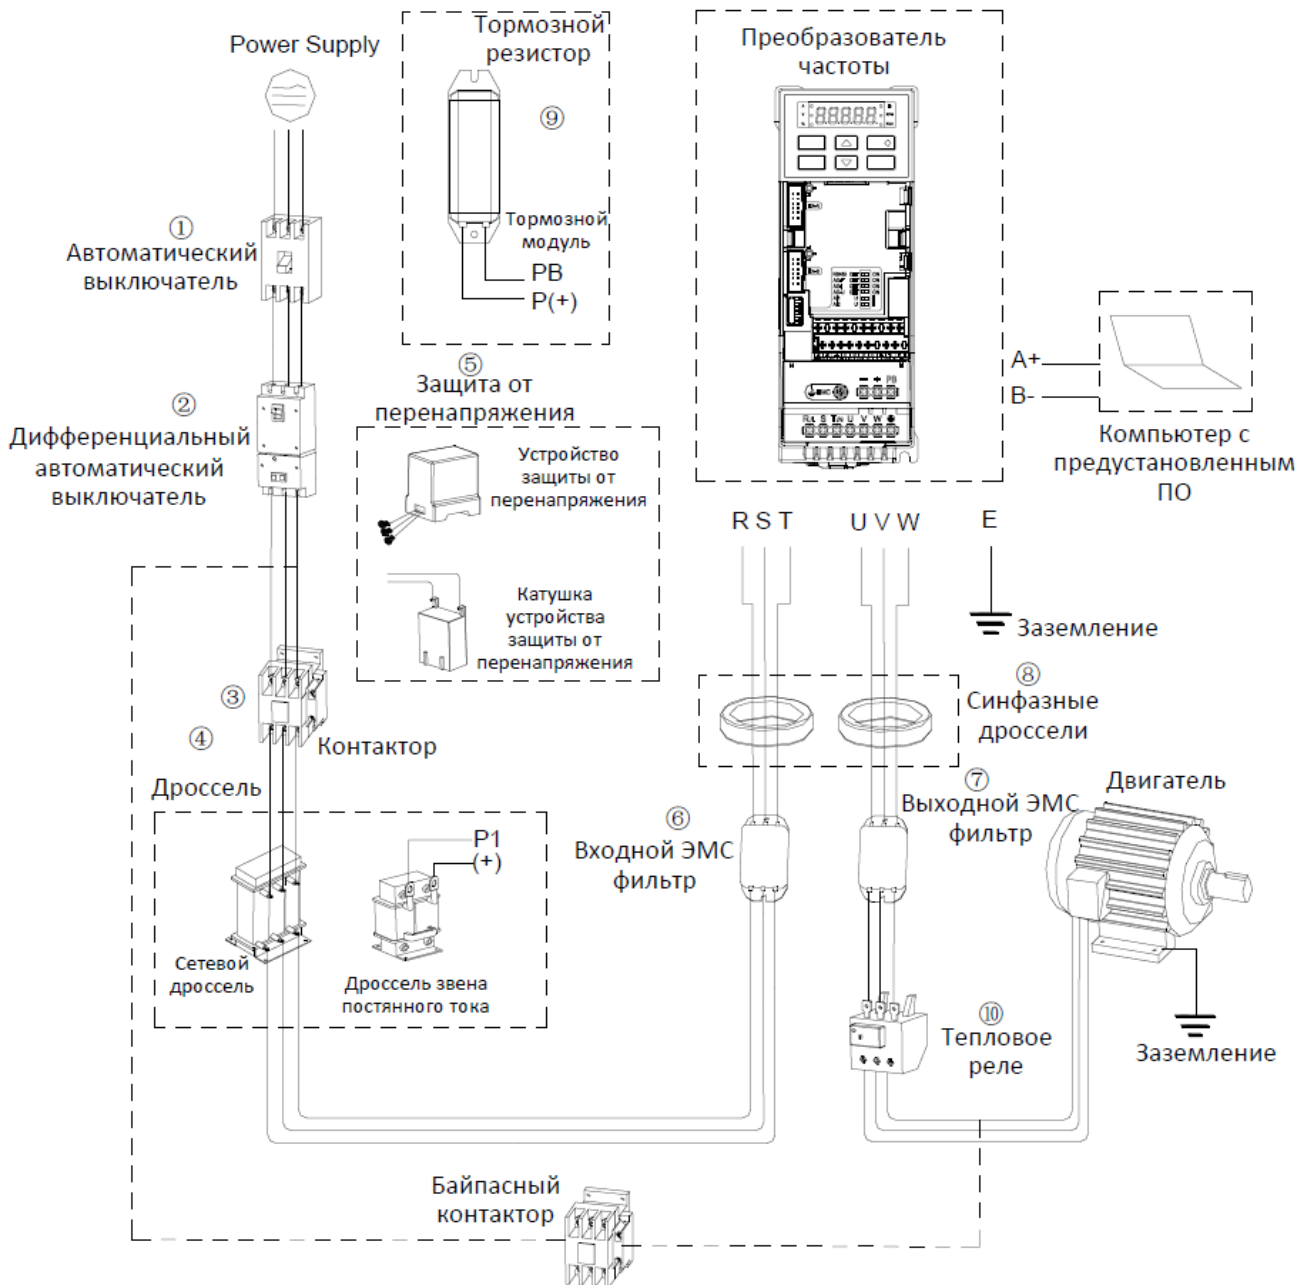 Power Supply
Тормозной
резистор
⑨
Тормозной
модуль
PB
P(+)
Преобразователь
частоты
①
Автоматический
выключатель
②
Дифференциальный
автоматический
выключатель
⑤
Защита от
перенапряжения
Устройство
защиты от
перенапряжения
Катушка
устройства
защиты от
перенапряжения
PB
R/L S T/N U V W
A+
B-
Компьютер с
предустановленным
ПО
R S T
U V W
E
Заземление
③
Контактор
④
Дроссель
P1
(+)
Сетевой
дроссель
Дроссель звена
постянного тока
⑧
Синфазные
дроссели
⑥
Входной ЭМС
фильтр
⑦
Выходной ЭМС
фильтр
Двигатель
⑩
Тепловое
реле
Заземление
Байпасный
контактор